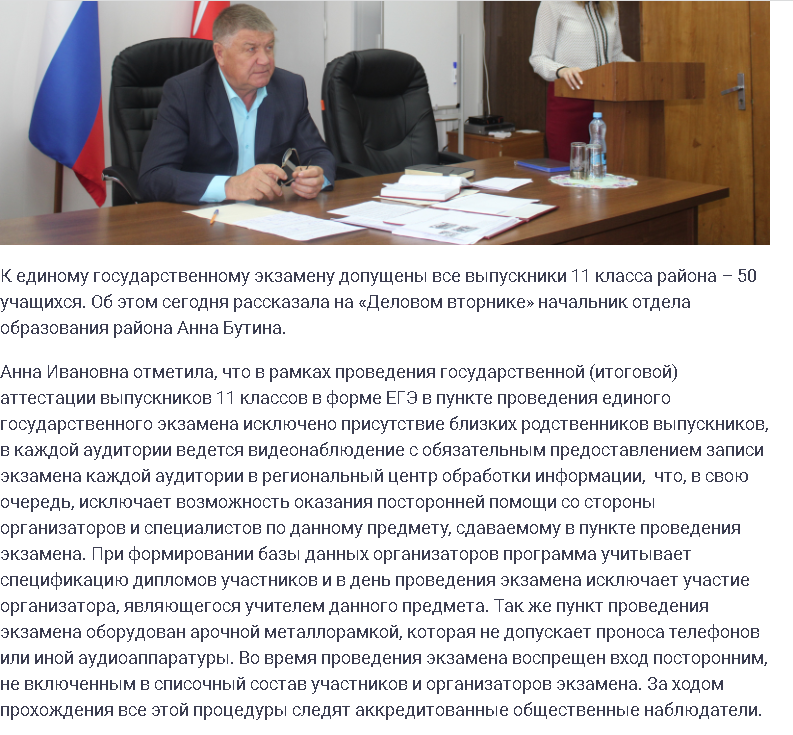 К единому государственному экзамену допущены все выпускники 11 класса района – 50
учащихся. Об этом сегодня рассказала на «Деловом вторнике» начальник отдела
образования района Анна Бутина.
Анна Ивановна отметила, что в рамках проведения государственной (итоговой)
аттестации выпускников 11 классов в форме ЕГЭ в пункте проведения единого
государственного экзамена исключено присутствие близких родственников выпускников,
в каждой аудитории ведется видеонаблюдение с обязательным предоставлением записи
экзамена каждой аудитории в региональный центр обработки информации,  что, в свою
очередь, исключает возможность оказания посторонней помощи со стороны
организаторов и специалистов по данному предмету, сдаваемому в пункте проведения
экзамена. При формировании базы данных организаторов программа учитывает
спецификацию дипломов участников и в день проведения экзамена исключает участие
организатора, являющегося учителем данного предмета. Так же пункт проведения
экзамена оборудован арочной металлорамкой, которая не допускает проноса телефонов
или иной аудиоаппаратуры. Во время проведения экзамена воспрещен вход посторонним,
не включенным в списочный состав участников и организаторов экзамена. За ходом
прохождения все этой процедуры следят аккредитованные общественные наблюдатели.